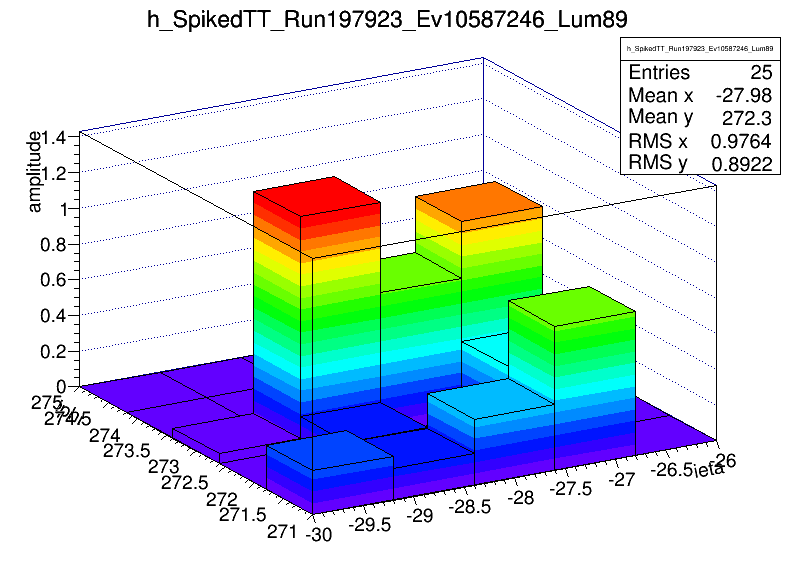 h_SpikedTT_Run197923_Ev10587246_Lum89
h_SpikedTT_Run197923_Ev10587246_Lum89
Entries 25
Mean x -27.98
Mean y 272.3
RMS x 0.9764
RMS y 0.8922
amplitude
1.4
1.2
1
0.8
0.6
0.4
0.2
0
275
274.5
274
273.5
273
272.5
272
271.5
271
-30
-29.5
-29
-28.5
-28
-27.5
-27
-26.5
-26
ieta